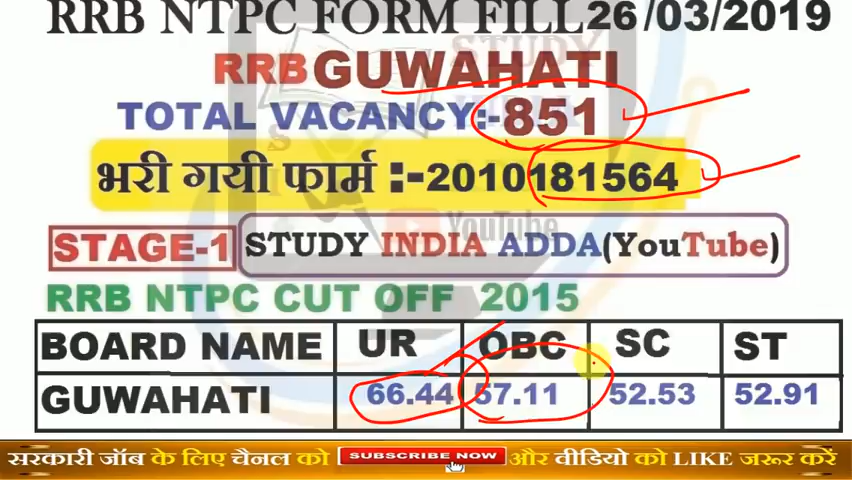 RRB NTPC FORM FILL 26/03/2019
RRB GUWAHATI
TOTAL VACANCY:-851
भरी गयी फार्म :-2010181564
STAGE-1 STUDY INDIA ADDA(YouTube)
RRB NTPC CUT OFF 2015
BOARD NAME UR OBC SC ST
GUWAHATI 66.44 57.11 52.53 52.91
सरकारी जॉब के लिए चैनल को SUBSCRIBE NOW और वीडियो को LIKE जरूर करें